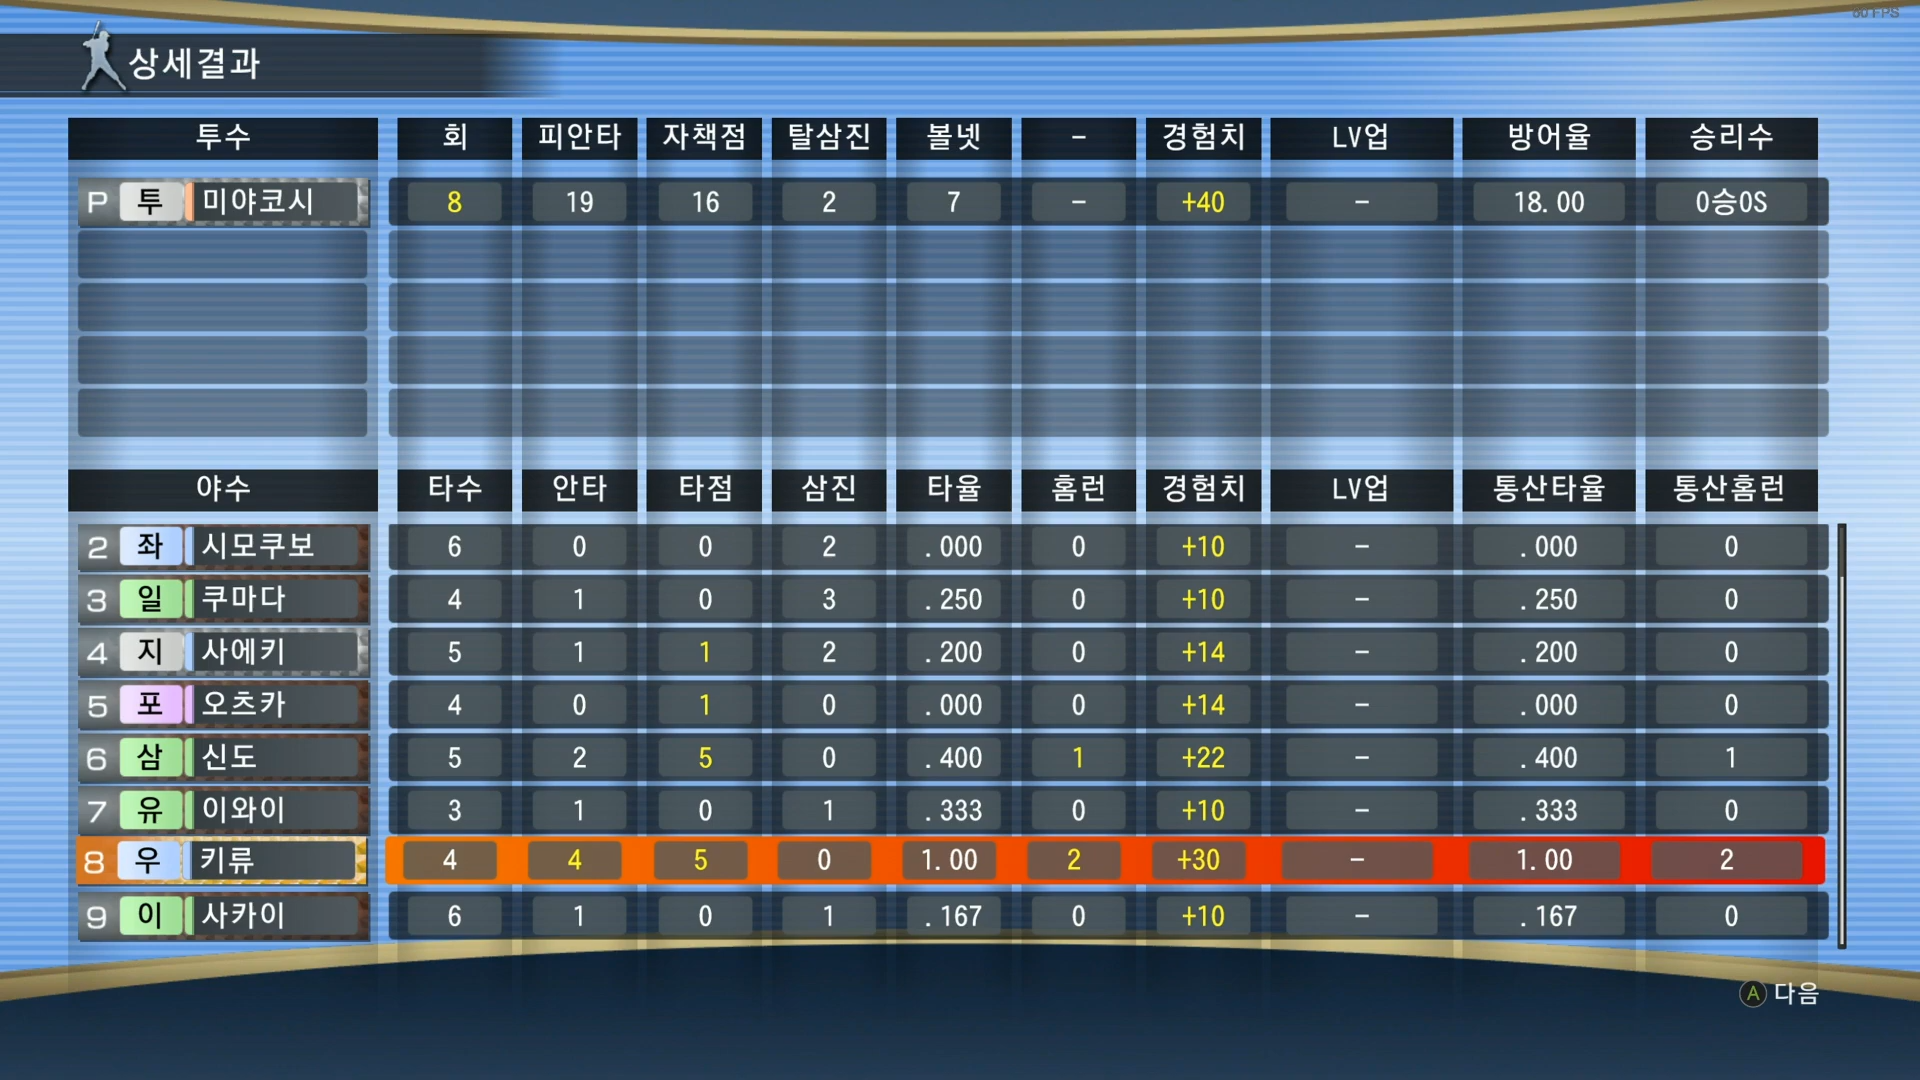 60 FPS
상세결과
투수 회 피안타 자책점 탈삼진 볼넷 - 경험치 LV업 방어율 승리수
P 투 미야코시 8 19 16 2 7 - +40 - 18.00 0승0S
야수 타수 안타 타점 삼진 타율 홈런 경험치 LV업 통산타율 통산홈런
2 좌 시모쿠보 6 0 0 2 .000 0 +10 - .000 0
3 일 쿠마다 4 1 0 3 .250 0 +10 - .250 0
4 지 사에키 5 1 1 2 .200 0 +14 - .200 0
5 포 오츠카 4 0 1 0 .000 0 +14 - .000 0
6 삼 신도 5 2 5 0 .400 1 +22 - .400 1
7 유 이와이 3 1 0 1 .333 0 +10 - .333 0
8 우 키류 4 4 5 0 1.00 2 +30 - 1.00 2
9 이 사카이 6 1 0 1 .167 0 +10 - .167 0
A 다음